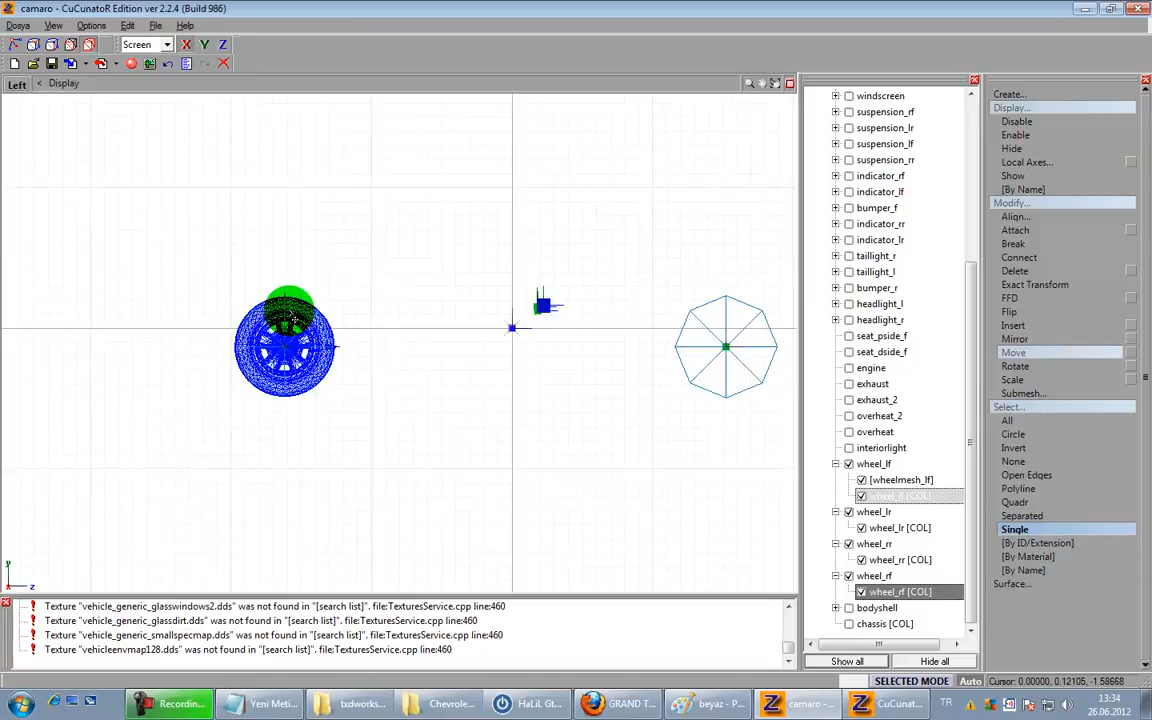 camaro - CuCunatoR Edition ver 2.2.4 (Build 986)
Dosya View Options Edit File Help
Screen X Y Z
Left < Display
windscreen
suspension_rf
suspension_lr
suspension_lf
suspension_rr
indicator_rf
indicator_lf
bumper_f
indicator_rr
indicator_lr
taillight_r
taillight_l
bumper_r
headlight_l
headlight_r
seat_pside_f
seat_dside_f
engine
exhaust
exhaust_2
overheat_2
overheat
interiorlight
wheel_lf
[wheelmesh_lf]
wheel_lf [COL]
wheel_lr
wheel_lr [COL]
wheel_rr
wheel_rr [COL]
wheel_rf
wheel_rf [COL]
bodyshell
chassis [COL]
Show all Hide all
Create...
Display...
Disable
Enable
Hide
Local Axes...
Show
[By Name]
Modify...
Align...
Attach
Break
Connect
Delete
Exact Transform
FFD
Flip
Insert
Mirror
Move
Rotate
Scale
Submesh...
Select...
All
Circle
Invert
None
Open Edges
Polyline
Quadr
Separated
Single
[By ID/Extension]
[By Material]
[By Name]
Surface...
y
z
Texture "vehicle_generic_glasswindows2.dds" was not found in "[search list]". file:TexturesService.cpp line:460
Texture "vehicle_generic_glassdirt.dds" was not found in "[search list]". file:TexturesService.cpp line:460
Texture "vehicle_generic_smallspecmap.dds" was not found in "[search list]". file:TexturesService.cpp line:460
Texture "vehicleenvmap128.dds" was not found in "[search list]". file:TexturesService.cpp line:460
SELECTED MODE Auto Cursor: 0.00000, 0.12105, -1.58668
Recordin... Yeni Meti... txdworks... Chevrole... HaLiL Gt... GRAND T... beyaz - P... camaro -... CuCunat... TR 13:34
26.06.2012